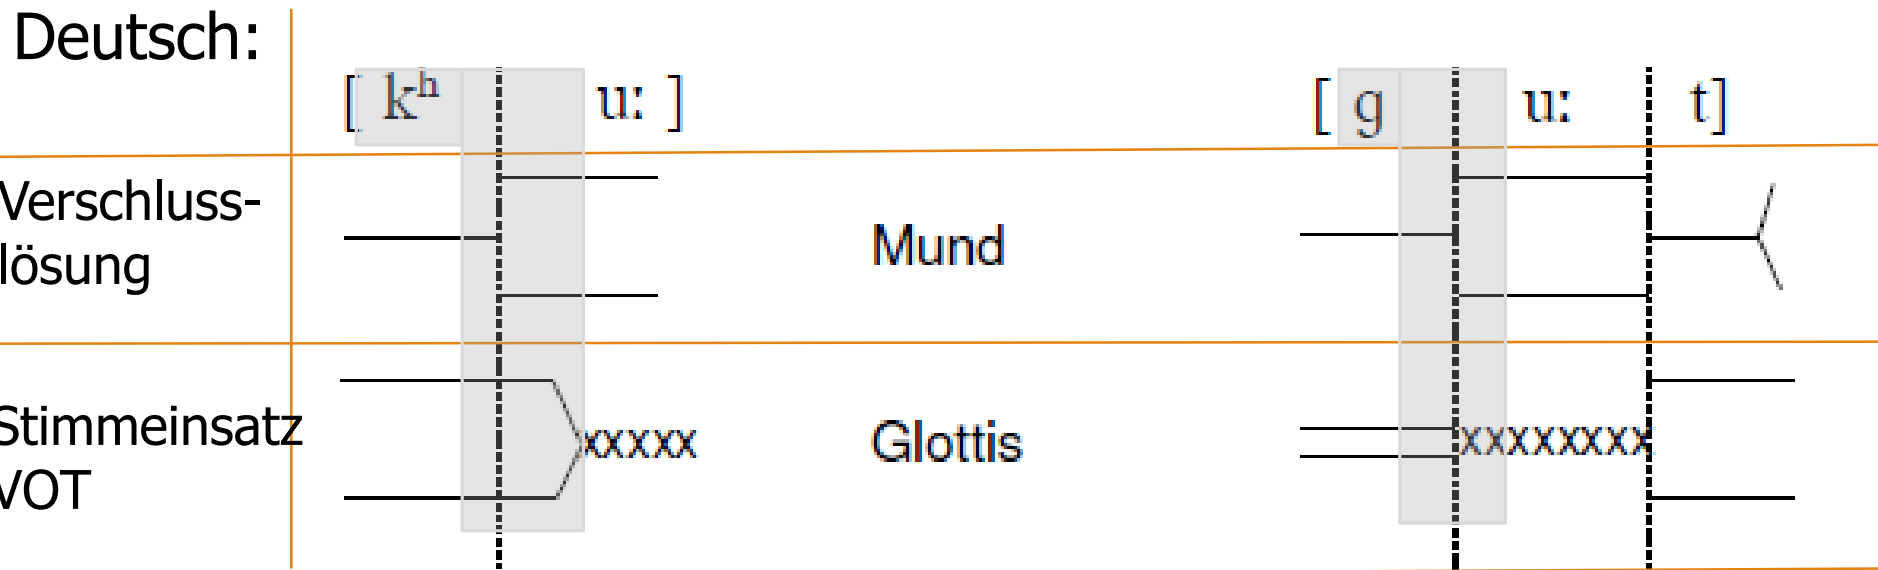 Deutsch:
[ kʰ u: ]
[ g u: t]
Verschluss-
lösung
Mund
Stimmeinsatz
VOT
xxxxx
Glottis
xxxxxxxx